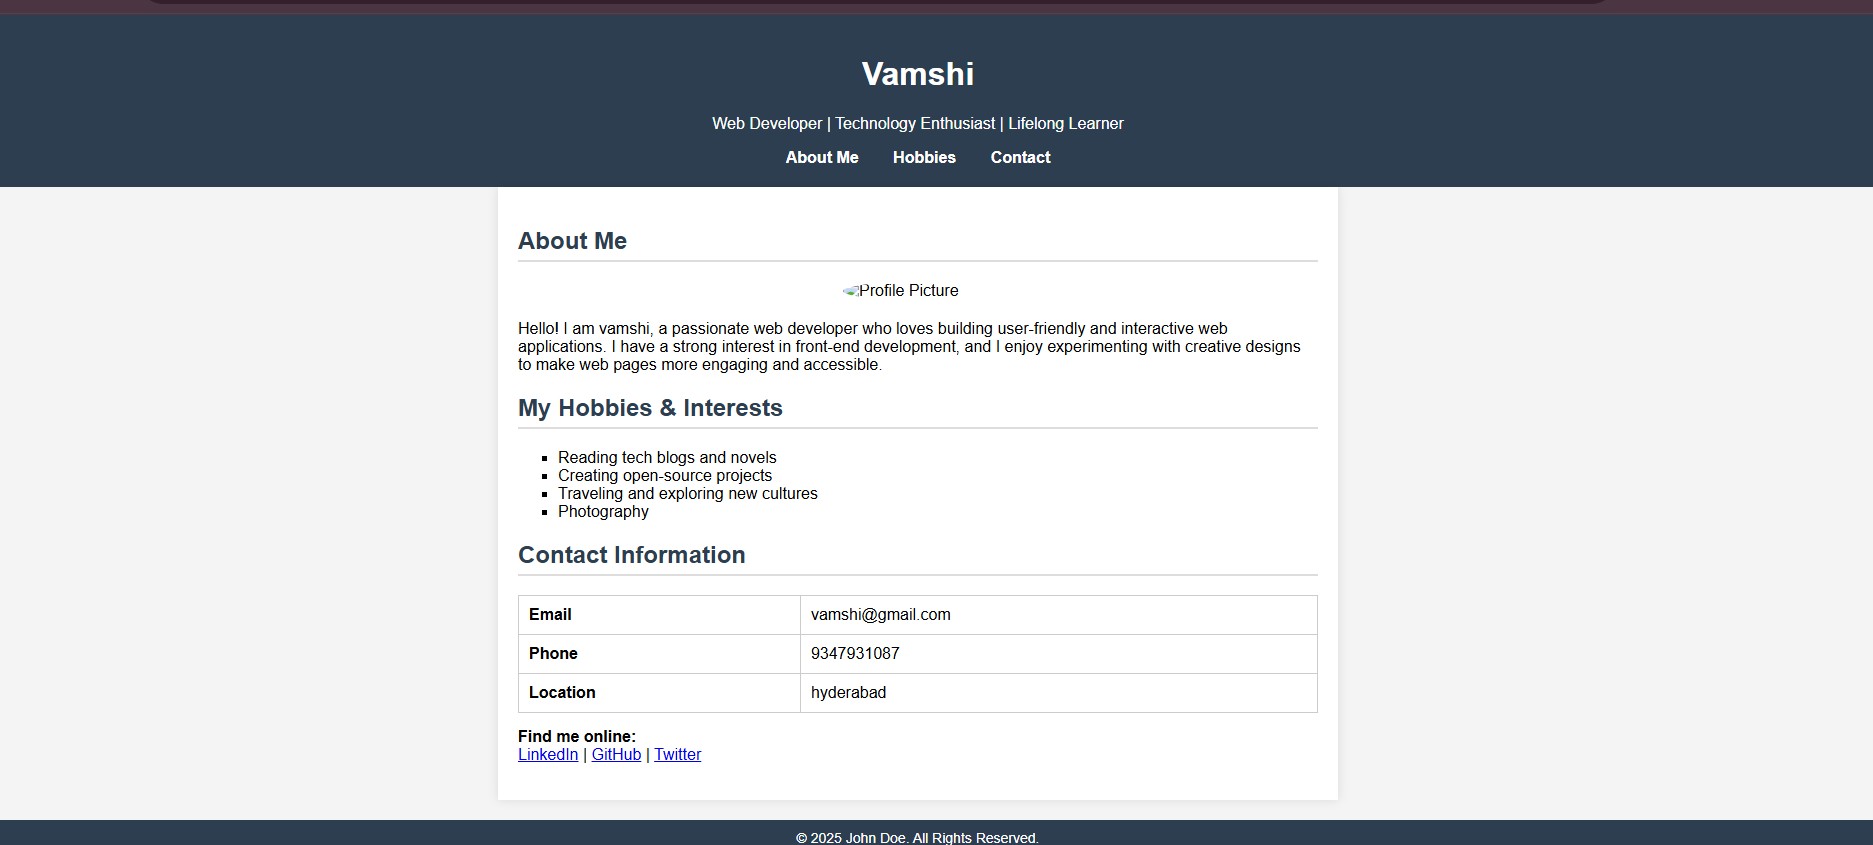 Vamshi
Web Developer | Technology Enthusiast | Lifelong Learner
About Me Hobbies Contact
About Me
Profile Picture
Hello! I am vamshi, a passionate web developer who loves building user-friendly and interactive web
applications. I have a strong interest in front-end development, and I enjoy experimenting with creative designs
to make web pages more engaging and accessible.
My Hobbies & Interests
Reading tech blogs and novels
Creating open-source projects
Traveling and exploring new cultures
Photography
Contact Information
Email vamshi@gmail.com
Phone 9347931087
Location hyderabad
Find me online:
LinkedIn | GitHub | Twitter
© 2025 John Doe. All Rights Reserved.